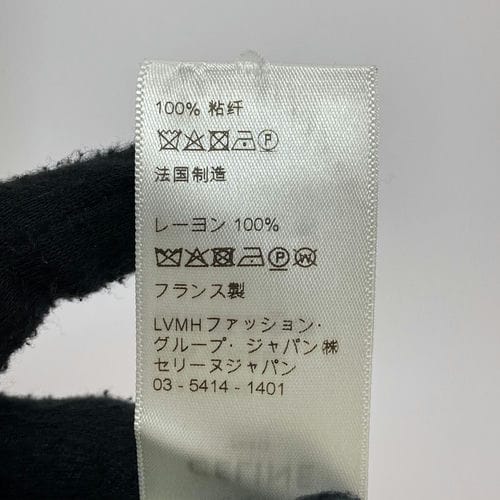 100% 粘纤
法国制造
レーヨン 100%
フランス製
LVMHファッション・
グループ・ジャパン㈱
セリーヌジャパン
03 - 5414 - 1401